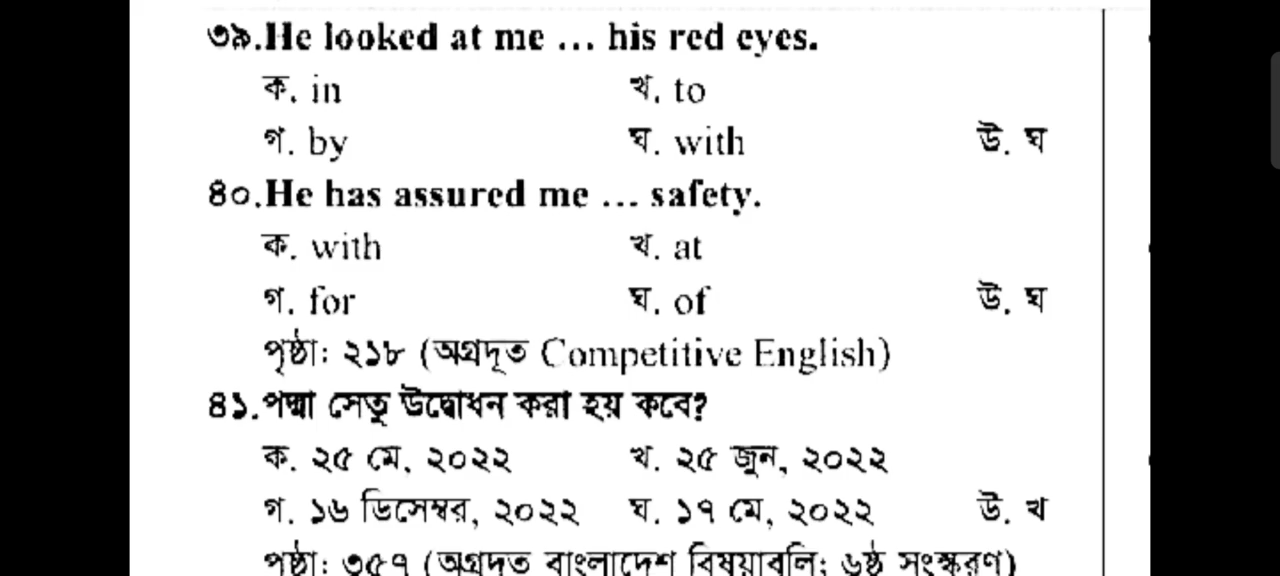 ৩৯.He looked at me ... his red eyes.
ক. in খ. to
গ. by ঘ. with উ. ঘ
৪০.He has assured me ... safety.
ক. with খ. at
গ. for ঘ. of উ. ঘ
পৃষ্ঠা: ২১৮ (অগ্রদূত Competitive English)
৪১.পদ্মা সেতু উদ্বোধন করা হয় কবে?
ক. ২৫ মে, ২০২২ খ. ২৫ জুন, ২০২২
গ. ১৬ ডিসেম্বর, ২০২২ ঘ. ১৭ মে, ২০২২ উ. খ
পৃষ্ঠা: ৩৫৭ (অগ্রদূত বাংলাদেশ বিষয়াবলি; ৬ষ্ঠ সংস্করণ)